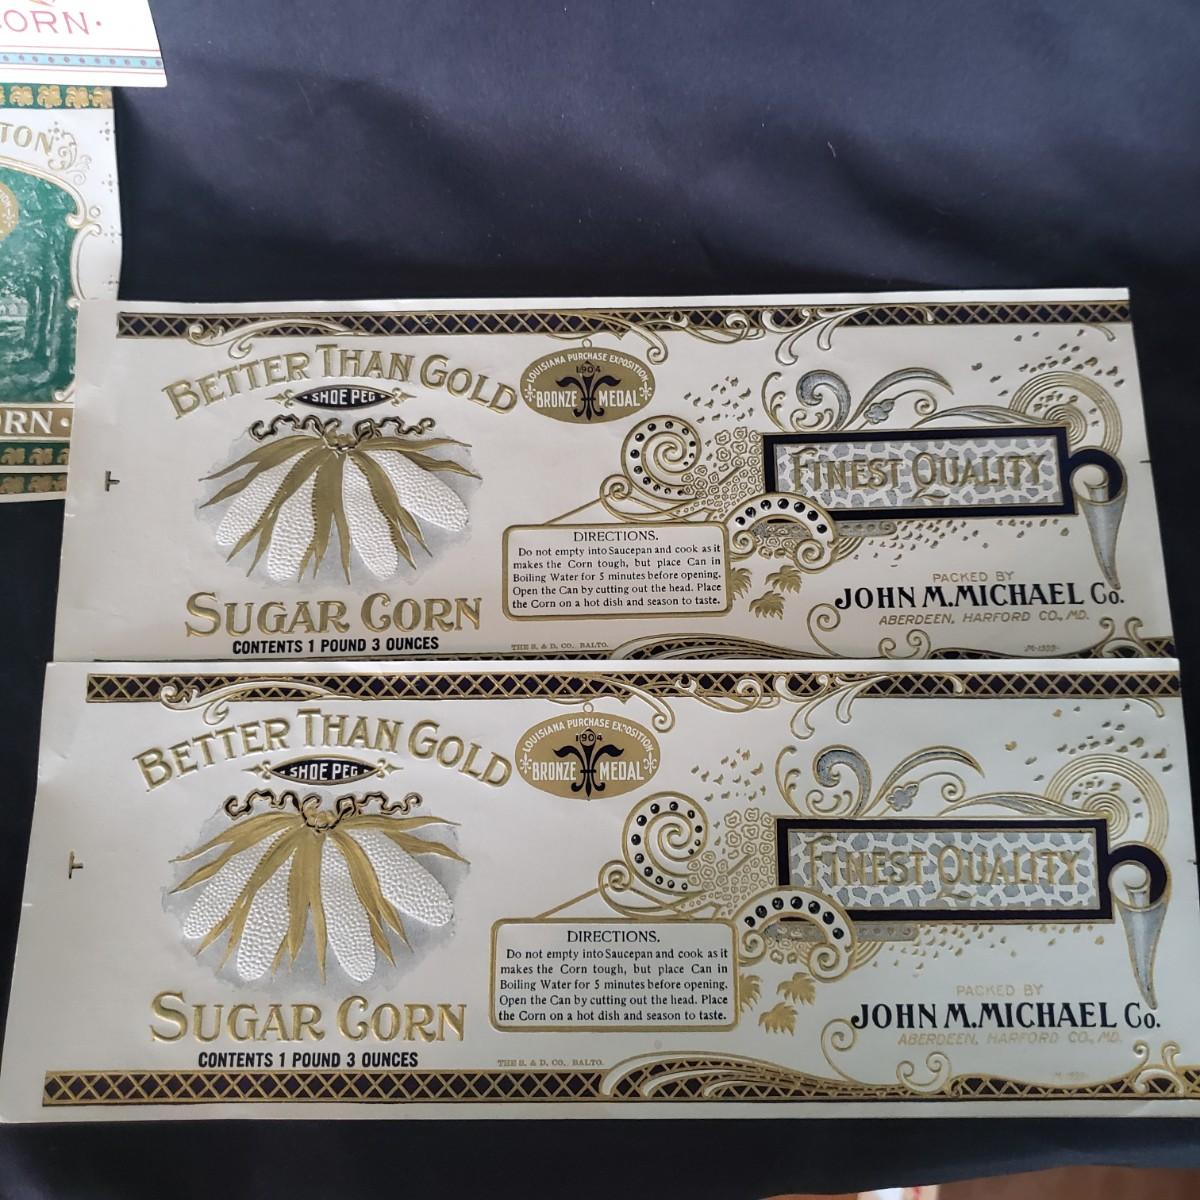 ORN·
TON
ORN ·
BETTER THAN GOLD
· SHOE PEG ·
LOUISIANA PURCHASE EXPOSITION
1904
BRONZE MEDAL
FINEST QUALITY
DIRECTIONS.
Do not empty into Saucepan and cook as it
makes the Corn tough, but place Can in
Boiling Water for 5 minutes before opening.
Open the Can by cutting out the head. Place
the Corn on a hot dish and season to taste.
PACKED BY
JOHN M. MICHAEL Co.
ABERDEEN, HARFORD CO., MD.
SUGAR CORN
CONTENTS 1 POUND 3 OUNCES
THE S. & D. CO. BALTO.
BETTER THAN GOLD
· SHOE PEG ·
LOUISIANA PURCHASE EXPOSITION
1904
BRONZE MEDAL
FINEST QUALITY
DIRECTIONS.
Do not empty into Saucepan and cook as it
makes the Corn tough, but place Can in
Boiling Water for 5 minutes before opening.
Open the Can by cutting out the head. Place
the Corn on a hot dish and season to taste.
PACKED BY
JOHN M. MICHAEL Co.
ABERDEEN, HARFORD CO., MD.
SUGAR CORN
CONTENTS 1 POUND 3 OUNCES
THE S. & D. CO., BALTO.